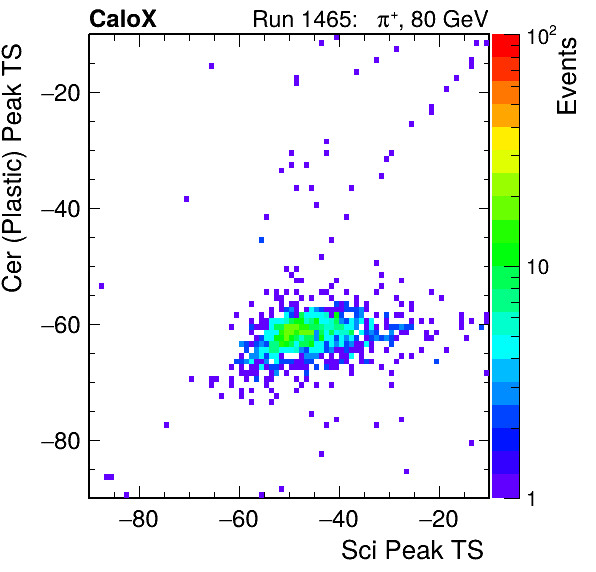 CaloX Run 1465: π⁺, 80 GeV
Cer (Plastic) Peak TS
−20
−40
−60
−80
−80 −60 −40 −20
Sci Peak TS
10²
10
1
Events